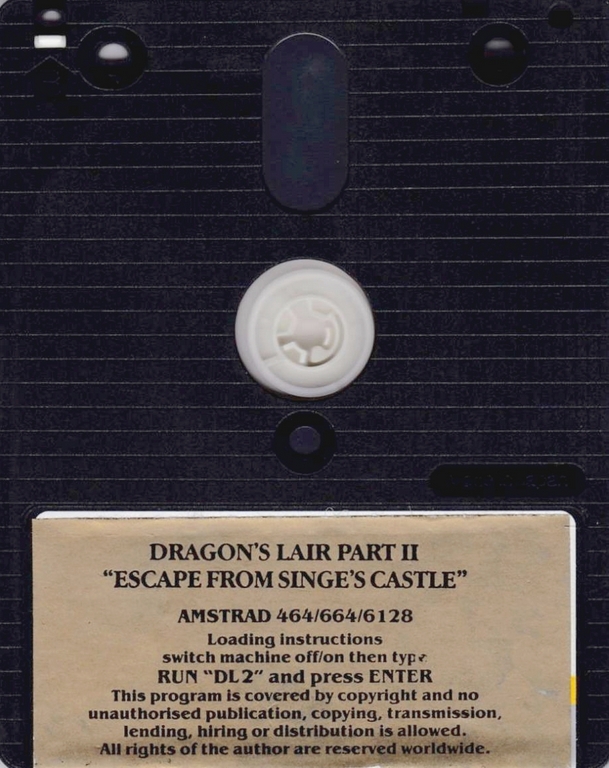 DRAGON'S LAIR PART II
"ESCAPE FROM SINGE'S CASTLE"
AMSTRAD 464/664/6128
Loading instructions
switch machine off/on then type
RUN "DL2" and press ENTER
This program is covered by copyright and no
unauthorised publication, copying, transmission,
lending, hiring or distribution is allowed.
All rights of the author are reserved worldwide.